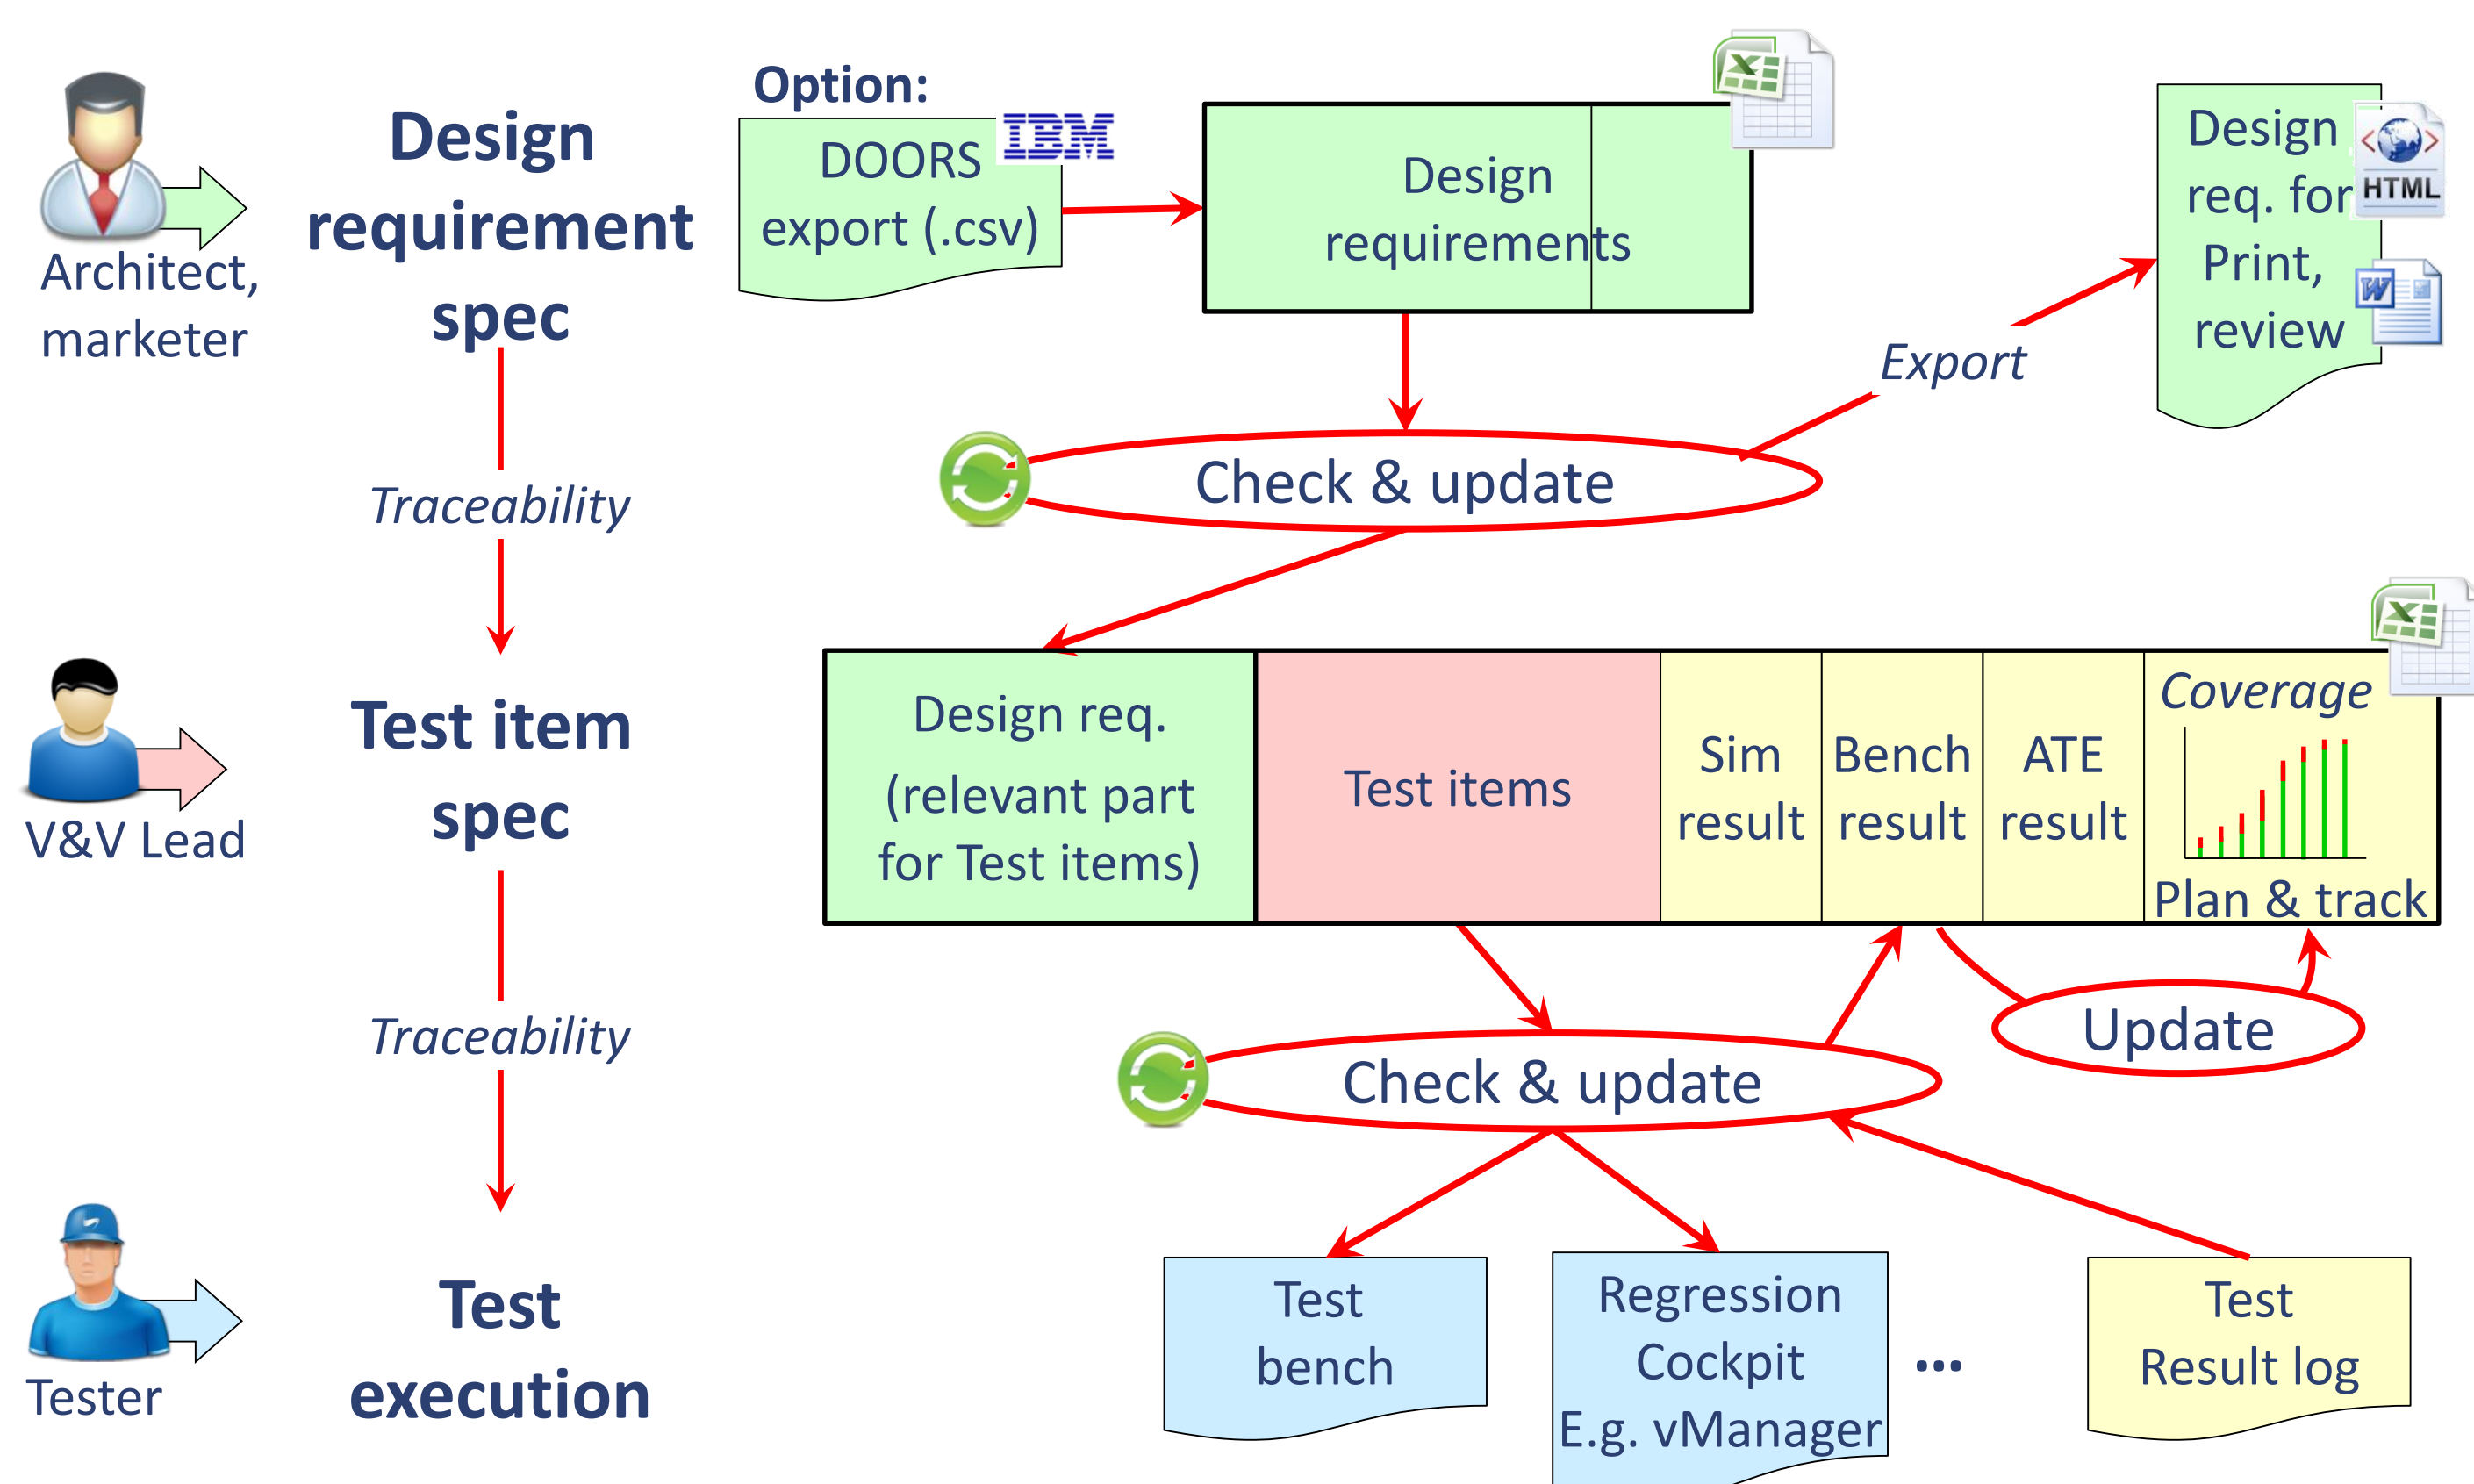 Option:
DOORS
export (.csv)
IBM
Design
requirements
Design
req. for
Print,
review
HTML
W
X
Architect,
marketer
Design
requirement
spec
Export
Check & update
Traceability
V&V Lead
Test item
spec
Design req.
(relevant part
for Test items)
Test items
Sim
result
Bench
result
ATE
result
Coverage
Plan & track
X
Traceability
Check & update
Update
Tester
Test
execution
Test
bench
Regression
Cockpit
E.g. vManager
...
Test
Result log